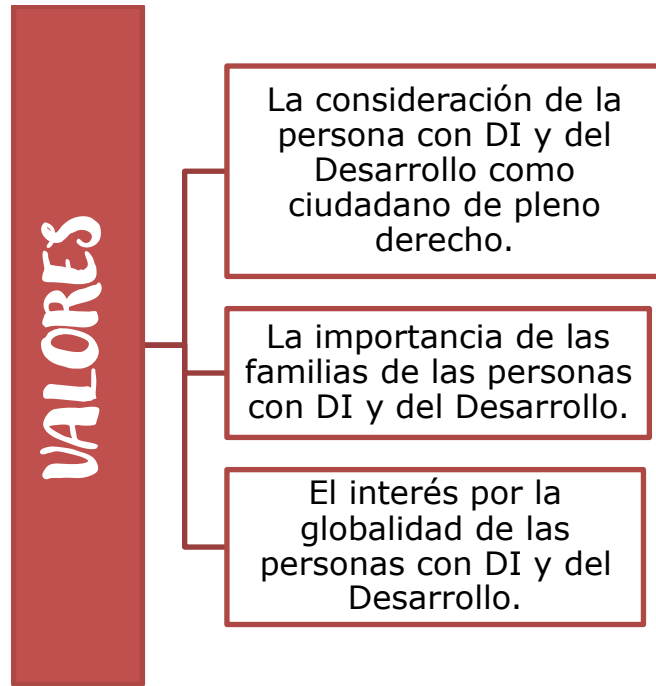 VALORES
La consideración de la
persona con DI y del
Desarrollo como
ciudadano de pleno
derecho.
La importancia de las
familias de las personas
con DI y del Desarrollo.
El interés por la
globalidad de las
personas con DI y del
Desarrollo.